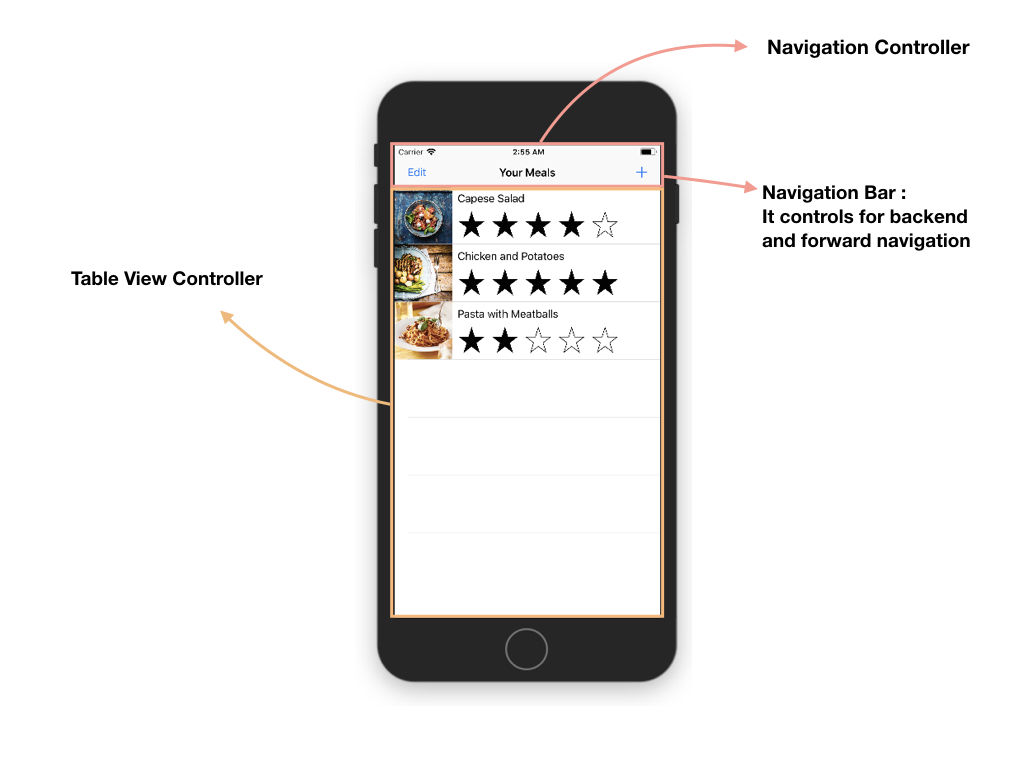 Navigation Controller
Carrier
2:55 AM
Edit
Your Meals
+
Navigation Bar :
It controls for backend
and forward navigation
Capese Salad
Chicken and Potatoes
Table View Controller
Pasta with Meatballs